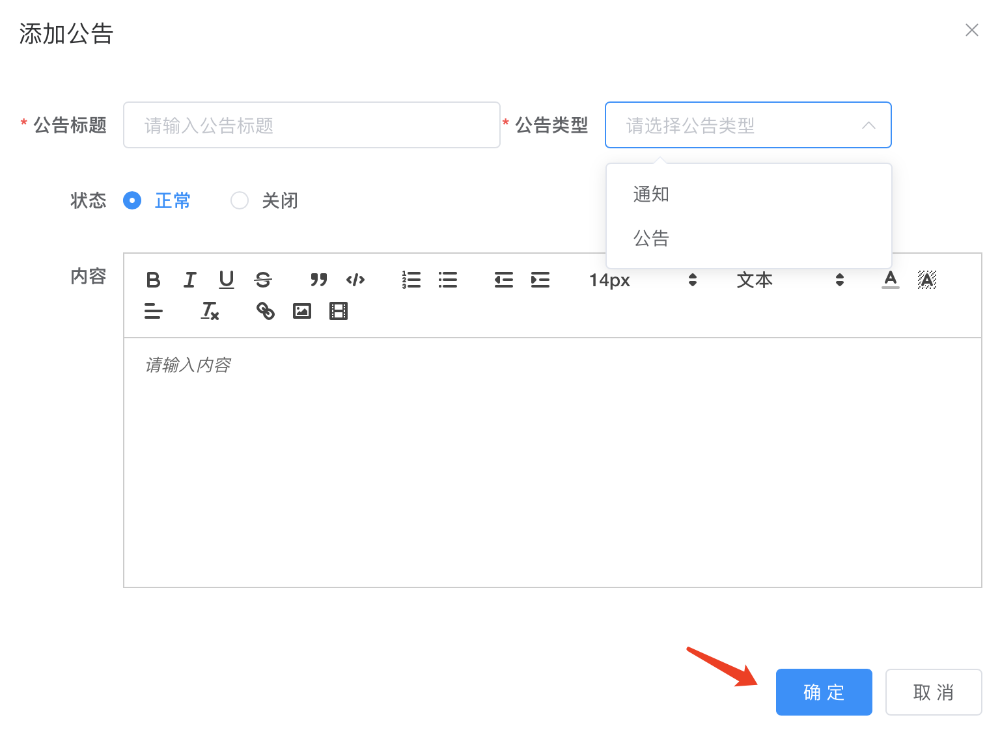 添加公告
* 公告标题 请输入公告标题 * 公告类型 请选择公告类型
通知
公告
状态 正常 关闭
内容
14px 文本
请输入内容
确 定 取 消